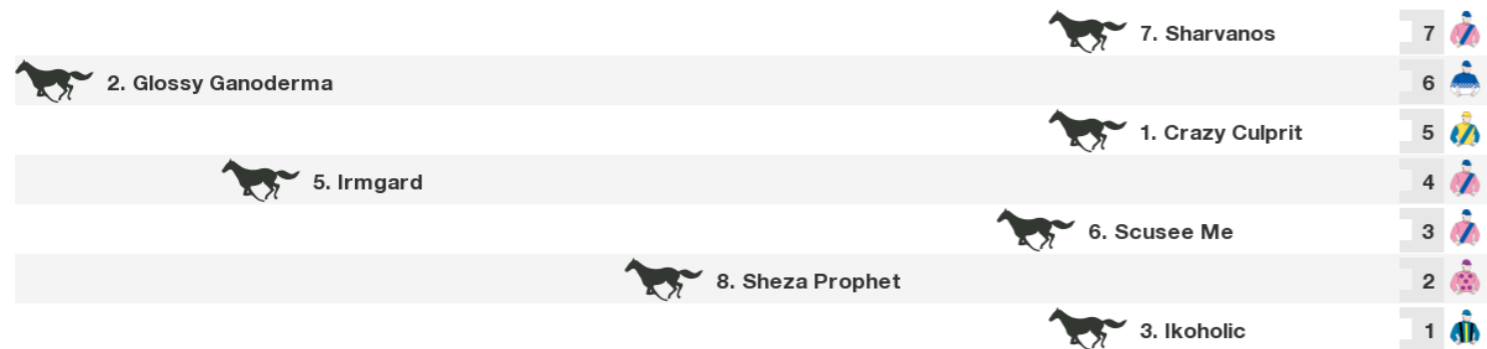 7. Sharvanos 7
2. Glossy Ganoderma 6
1. Crazy Culprit 5
5. Irmgard 4
6. Scusee Me 3
8. Sheza Prophet 2
3. Ikoholic 1